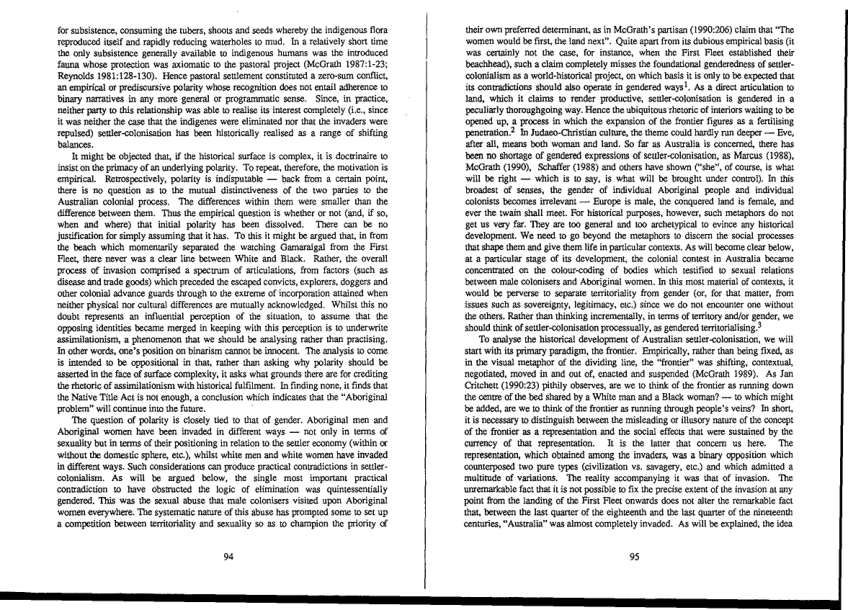 for subsistence, consuming the tubers, shoots and seeds whereby the indigenous flora
reproduced itself and rapidly reducing waterholes to mud. In a relatively short time
the only subsistence generally available to indigenous humans was the introduced
fauna whose protection was axiomatic to the pastoral project (McGrath 1987:1-23;
Reynolds 1981:128-130). Hence pastoral settlement constituted a zero-sum conflict,
an empirical or prediscursive polarity whose recognition does not entail adherence to
binary narratives in any more general or programmatic sense. Since, in practice,
neither party to this relationship was able to realise its interest completely (i.e., since
it was neither the case that the indigenes were eliminated nor that the invaders were
repulsed) settler-colonisation has been historically realised as a range of shifting
balances.
It might be objected that, if the historical surface is complex, it is doctrinaire to
insist on the primacy of an underlying polarity. To repeat, therefore, the motivation is
empirical. Retrospectively, polarity is indisputable — back from a certain point,
there is no question as to the mutual distinctiveness of the two parties to the
Australian colonial process. The differences within them were smaller than the
difference between them. Thus the empirical question is whether or not (and, if so,
when and where) that initial polarity has been dissolved. There can be no
justification for simply assuming that it has. To this it might be argued that, in from
the beach which momentarily separated the watching Gamaraigal from the First
Fleet, there never was a clear line between White and Black. Rather, the overall
process of invasion comprised a spectrum of articulations, from factors (such as
disease and trade goods) which preceded the escaped convicts, explorers, doggers and
other colonial advance guards through to the extreme of incorporation attained when
neither physical nor cultural differences are mutually acknowledged. Whilst this no
doubt represents an influential perception of the situation, to assume that the
opposing identities became merged in keeping with this perception is to underwrite
assimilationism, a phenomenon that we should be analysing rather than practising.
In other words, one's position on binarism cannot be innocent. The analysis to come
is intended to be oppositional in that, rather than asking why polarity should be
asserted in the face of surface complexity, it asks what grounds there are for crediting
the rhetoric of assimilationism with historical fulfilment. In finding none, it finds that
the Native Title Act is not enough, a conclusion which indicates that the "Aboriginal
problem" will continue into the future.
The question of polarity is closely tied to that of gender. Aboriginal men and
Aboriginal women have been invaded in different ways — not only in terms of
sexuality but in terms of their positioning in relation to the settler economy (within or
without the domestic sphere, etc.), whilst white men and white women have invaded
in different ways. Such considerations can produce practical contradictions in settler-
colonialism. As will be argued below, the single most important practical
contradiction to have obstructed the logic of elimination was quintessentially
gendered. This was the sexual abuse that male colonisers visited upon Aboriginal
women everywhere. The systematic nature of this abuse has prompted some to set up
a competition between territoriality and sexuality so as to champion the priority of
94
their own preferred determinant, as in McGrath's partisan (1990:206) claim that "The
women would be first, the land next". Quite apart from its dubious empirical basis (it
was certainly not the case, for instance, when the First Fleet established their
beachhead), such a claim completely misses the foundational genderedness of settler-
colonialism as a world-historical project, on which basis it is only to be expected that
its contradictions should also operate in gendered ways1. As a direct articulation to
land, which it claims to render productive, settler-colonisation is gendered in a
peculiarly thoroughgoing way. Hence the ubiquitous rhetoric of interiors waiting to be
opened up, a process in which the expansion of the frontier figures as a fertilising
penetration.2 In Judaeo-Christian culture, the theme could hardly run deeper — Eve,
after all, means both woman and land. So far as Australia is concerned, there has
been no shortage of gendered expressions of settler-colonisation, as Marcus (1988),
McGrath (1990), Schaffer (1988) and others have shown ("she", of course, is what
will be right — which is to say, is what will be brought under control). In this
broadest of senses, the gender of individual Aboriginal people and individual
colonists becomes irrelevant — Europe is male, the conquered land is female, and
ever the twain shall meet. For historical purposes, however, such metaphors do not
get us very far. They are too general and too archetypical to evince any historical
development. We need to go beyond the metaphors to discern the social processes
that shape them and give them life in particular contexts. As will become clear below,
at a particular stage of its development, the colonial contest in Australia became
concentrated on the colour-coding of bodies which testified to sexual relations
between male colonisers and Aboriginal women. In this most material of contexts, it
would be perverse to separate territoriality from gender (or, for that matter, from
issues such as sovereignty, legitimacy, etc.) since we do not encounter one without
the others. Rather than thinking incrementally, in terms of territory and/or gender, we
should think of settler-colonisation processually, as gendered territorialising.3
To analyse the historical development of Australian settler-colonisation, we will
start with its primary paradigm, the frontier. Empirically, rather than being fixed, as
in the visual metaphor of the dividing line, the "frontier" was shifting, contextual,
negotiated, moved in and out of, enacted and suspended (McGrath 1989). As Jan
Critchett (1990:23) pithily observes, are we to think of the frontier as running down
the centre of the bed shared by a White man and a Black woman? — to which might
be added, are we to think of the frontier as running through people's veins? In short,
it is necessary to distinguish between the misleading or illusory nature of the concept
of the frontier as a representation and the social effects that were sustained by the
currency of that representation. It is the latter that concern us here. The
representation, which obtained among the invaders, was a binary opposition which
counterposed two pure types (civilization vs. savagery, etc.) and which admitted a
multitude of variations. The reality accompanying it was that of invasion. The
unremarkable fact that it is not possible to fix the precise extent of the invasion at any
point from the landing of the First Fleet onwards does not alter the remarkable fact
that, between the last quarter of the eighteenth and the last quarter of the nineteenth
centuries, "Australia" was almost completely invaded. As will be explained, the idea
95